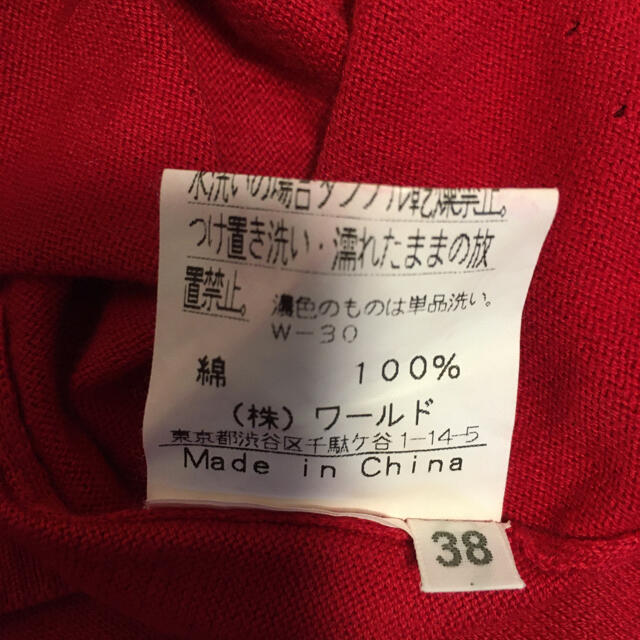 水洗いの場合タンブル乾燥禁止。
つけ置き洗い・濡れたままの放
置禁止。濃色のものは単品洗い。
W-30
綿 100%
(株) ワールド
東京都渋谷区千駄ケ谷1-14-5
Made in China
38